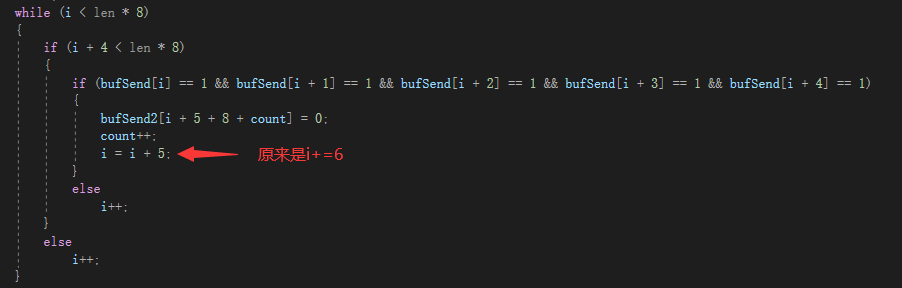 while (i < len * 8)
{
if (i + 4 < len * 8)
{
if (bufSend[i] == 1 && bufSend[i + 1] == 1 && bufSend[i + 2] == 1 && bufSend[i + 3] == 1 && bufSend[i + 4] == 1)
{
bufSend2[i + 5 + 8 + count] = 0;
count++;
i = i + 5; 原来是i+=6
}
else
i++;
}
else
i++;
}